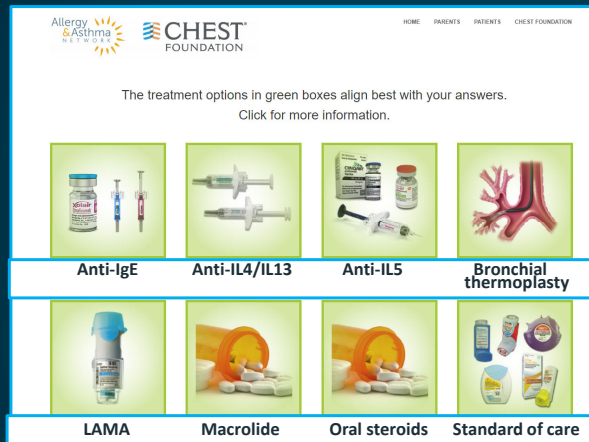 Allergy
&Asthma
NETWORK
CHEST
FOUNDATION
HOME PARENTS PATIENTS CHEST FOUNDATION
The treatment options in green boxes align best with your answers.
Click for more information.
Xolair
Anti-IgE Anti-IL4/IL13 Anti-IL5 Bronchial
thermoplasty
LAMA Macrolide Oral steroids Standard of care